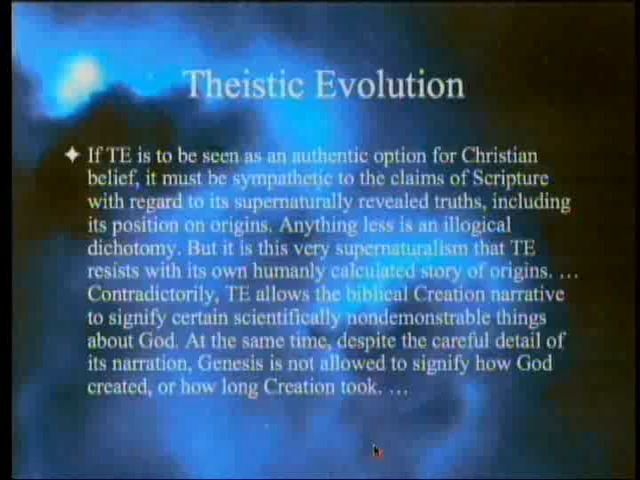 Theistic Evolution
If TE is to be seen as an authentic option for Christian
belief, it must be sympathetic to the claims of Scripture
with regard to its supernaturally revealed truths, including
its position on origins. Anything less is an illogical
dichotomy. But it is this very supernaturalism that TE
resists with its own humanly calculated story of origins. …
Contradictorily, TE allows the biblical Creation narrative
to signify certain scientifically nondemonstrable things
about God. At the same time, despite the careful detail of
its narration, Genesis is not allowed to signify how God
created, or how long Creation took. …